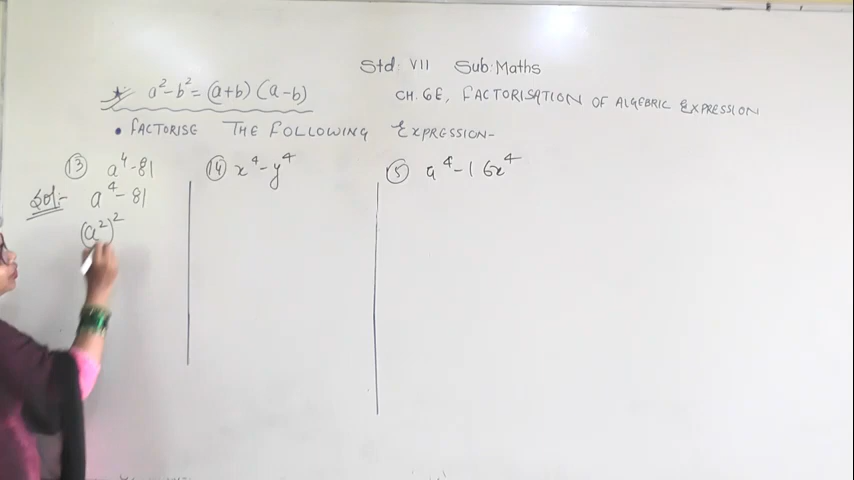 Std: VII Sub: Maths
a² - b² = (a+b) (a-b)
CH. 6E, FACTORISATION OF ALGEBRIC EXPRESSION
• FACTORISE THE FOLLOWING EXPRESSION-
(13) a⁴-81
(14) x⁴-y⁴
(15) a⁴-16x⁴
Sol:- a⁴-81
(a²)²